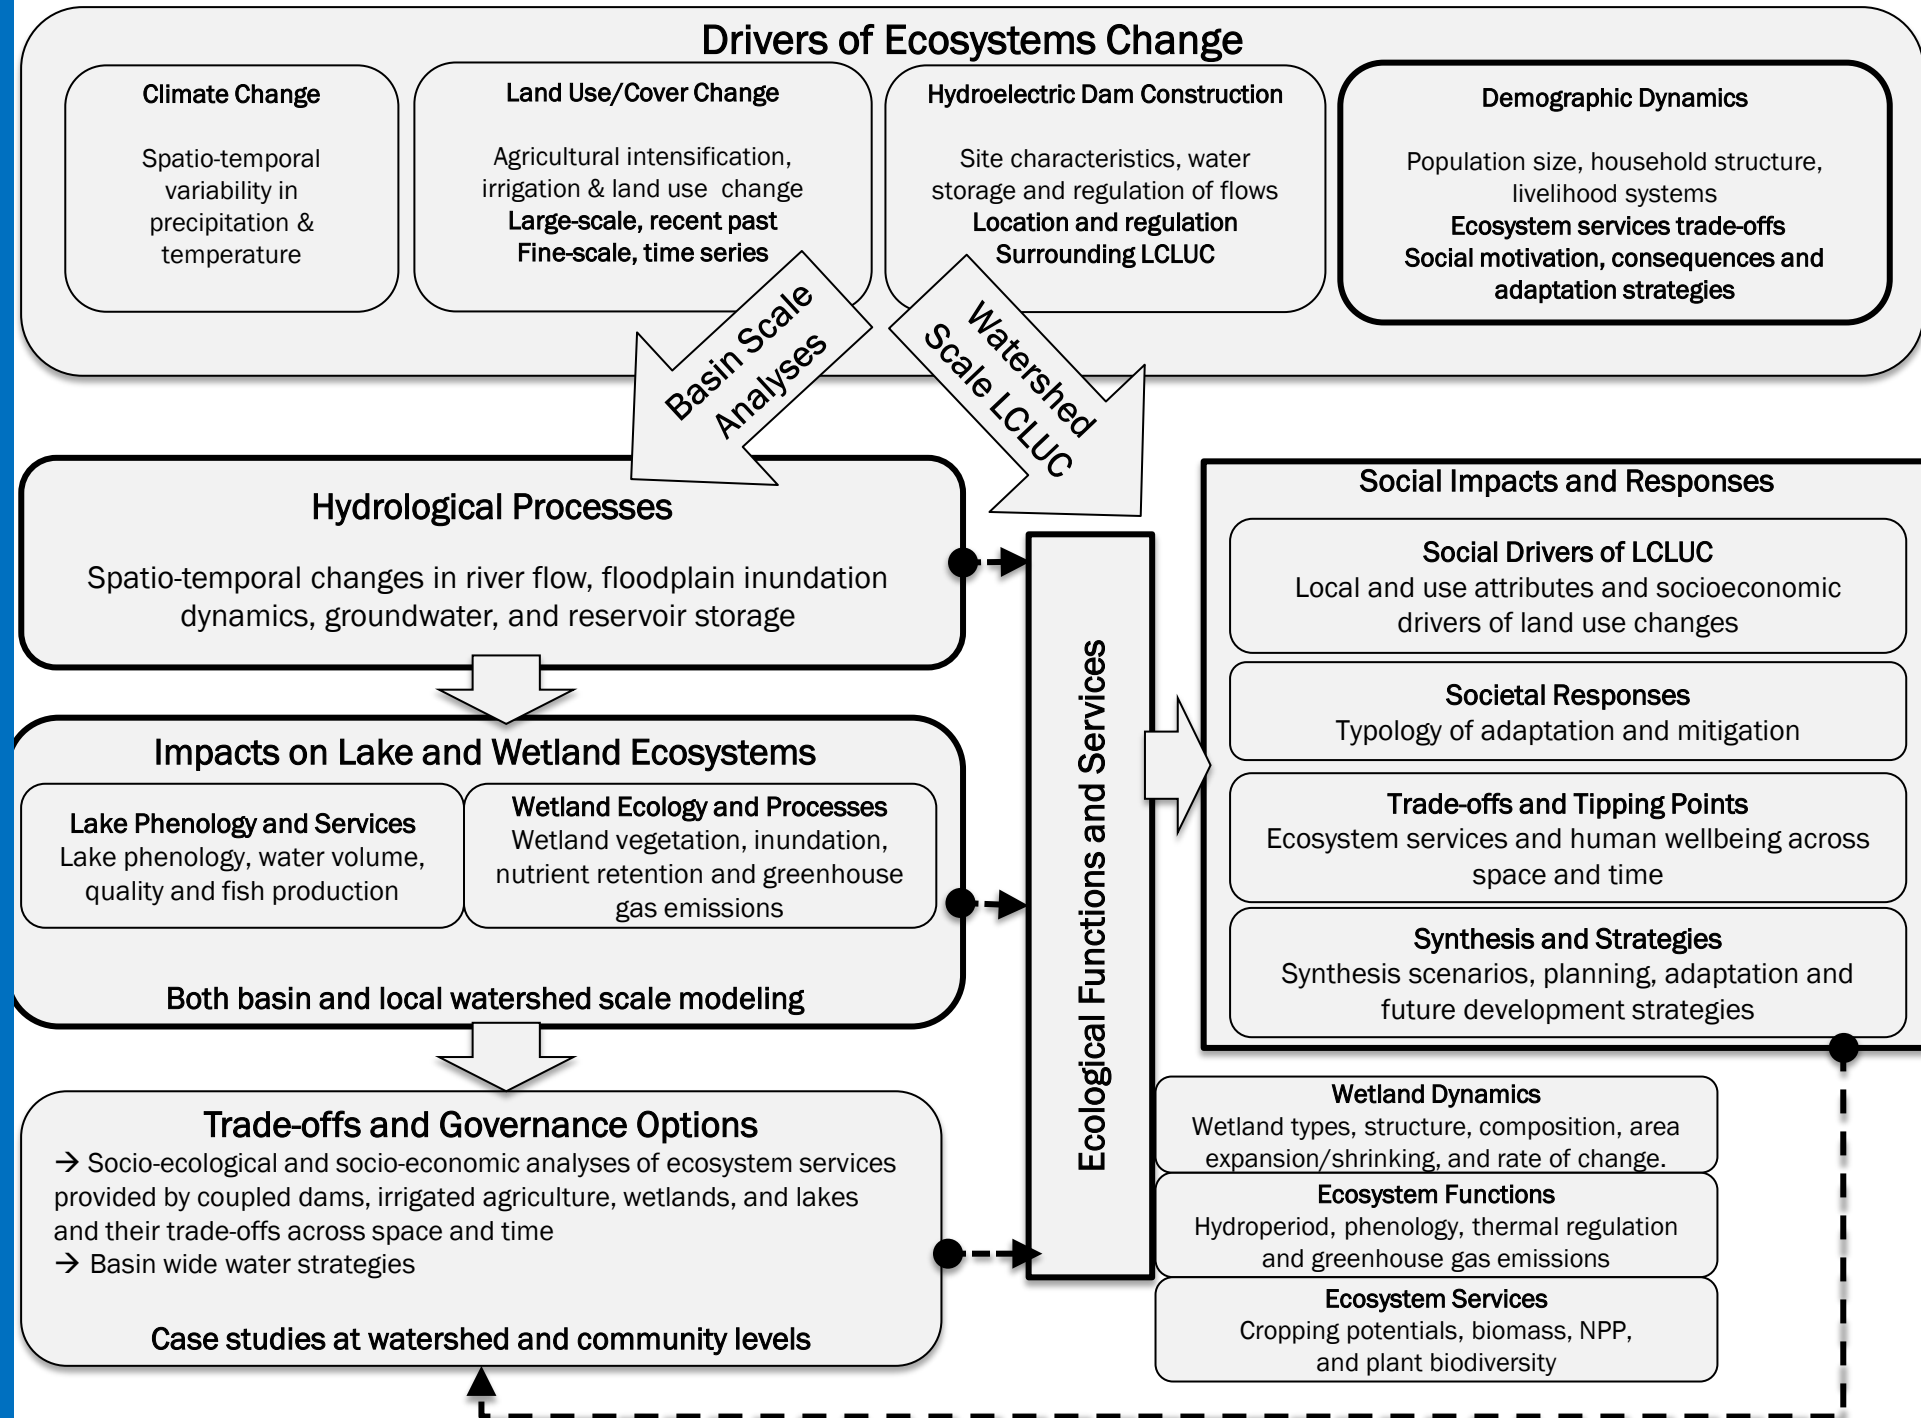 Drivers of Ecosystems Change
Climate Change
Spatio-temporal
variability in
precipitation &
temperature
Land Use/Cover Change
Agricultural intensification,
irrigation & land use change
Large-scale, recent past
Fine-scale, time series
Hydroelectric Dam Construction
Site characteristics, water
storage and regulation of flows
Location and regulation
Surrounding LCLUC
Demographic Dynamics
Population size, household structure,
livelihood systems
Ecosystem services trade-offs
Social motivation, consequences and
adaptation strategies
Basin Scale
Analyses
Watershed
Scale LCLUC
Hydrological Processes
Spatio-temporal changes in river flow, floodplain inundation
dynamics, groundwater, and reservoir storage
Impacts on Lake and Wetland Ecosystems
Lake Phenology and Services
Lake phenology, water volume,
quality and fish production
Wetland Ecology and Processes
Wetland vegetation, inundation,
nutrient retention and greenhouse
gas emissions
Both basin and local watershed scale modeling
Trade-offs and Governance Options
→ Socio-ecological and socio-economic analyses of ecosystem services
provided by coupled dams, irrigated agriculture, wetlands, and lakes
and their trade-offs across space and time
→ Basin wide water strategies
Case studies at watershed and community levels
Ecological Functions and Services
Social Impacts and Responses
Social Drivers of LCLUC
Local and use attributes and socioeconomic
drivers of land use changes
Societal Responses
Typology of adaptation and mitigation
Trade-offs and Tipping Points
Ecosystem services and human wellbeing across
space and time
Synthesis and Strategies
Synthesis scenarios, planning, adaptation and
future development strategies
Wetland Dynamics
Wetland types, structure, composition, area
expansion/shrinking, and rate of change.
Ecosystem Functions
Hydroperiod, phenology, thermal regulation
and greenhouse gas emissions
Ecosystem Services
Cropping potentials, biomass, NPP,
and plant biodiversity